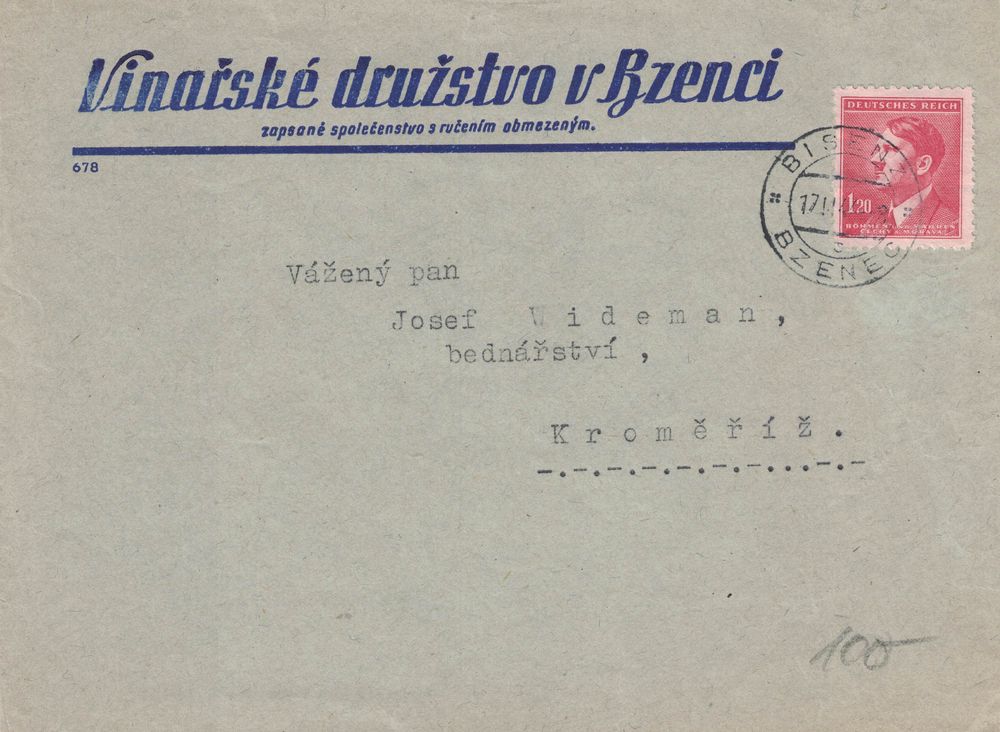 Vinařské družstvo v Bzenci
zapsané společenstvo s ručením obmezeným.
678
DEUTSCHES REICH
1.20
BÖHMEN UND MÄHREN
ČECHY A MORAVA
BISENZ
BZENEC
Vážený pan
Josef Wideman,
bednářství,
Kroměříž.
-.-.-.-.-.-.-...-.-
100